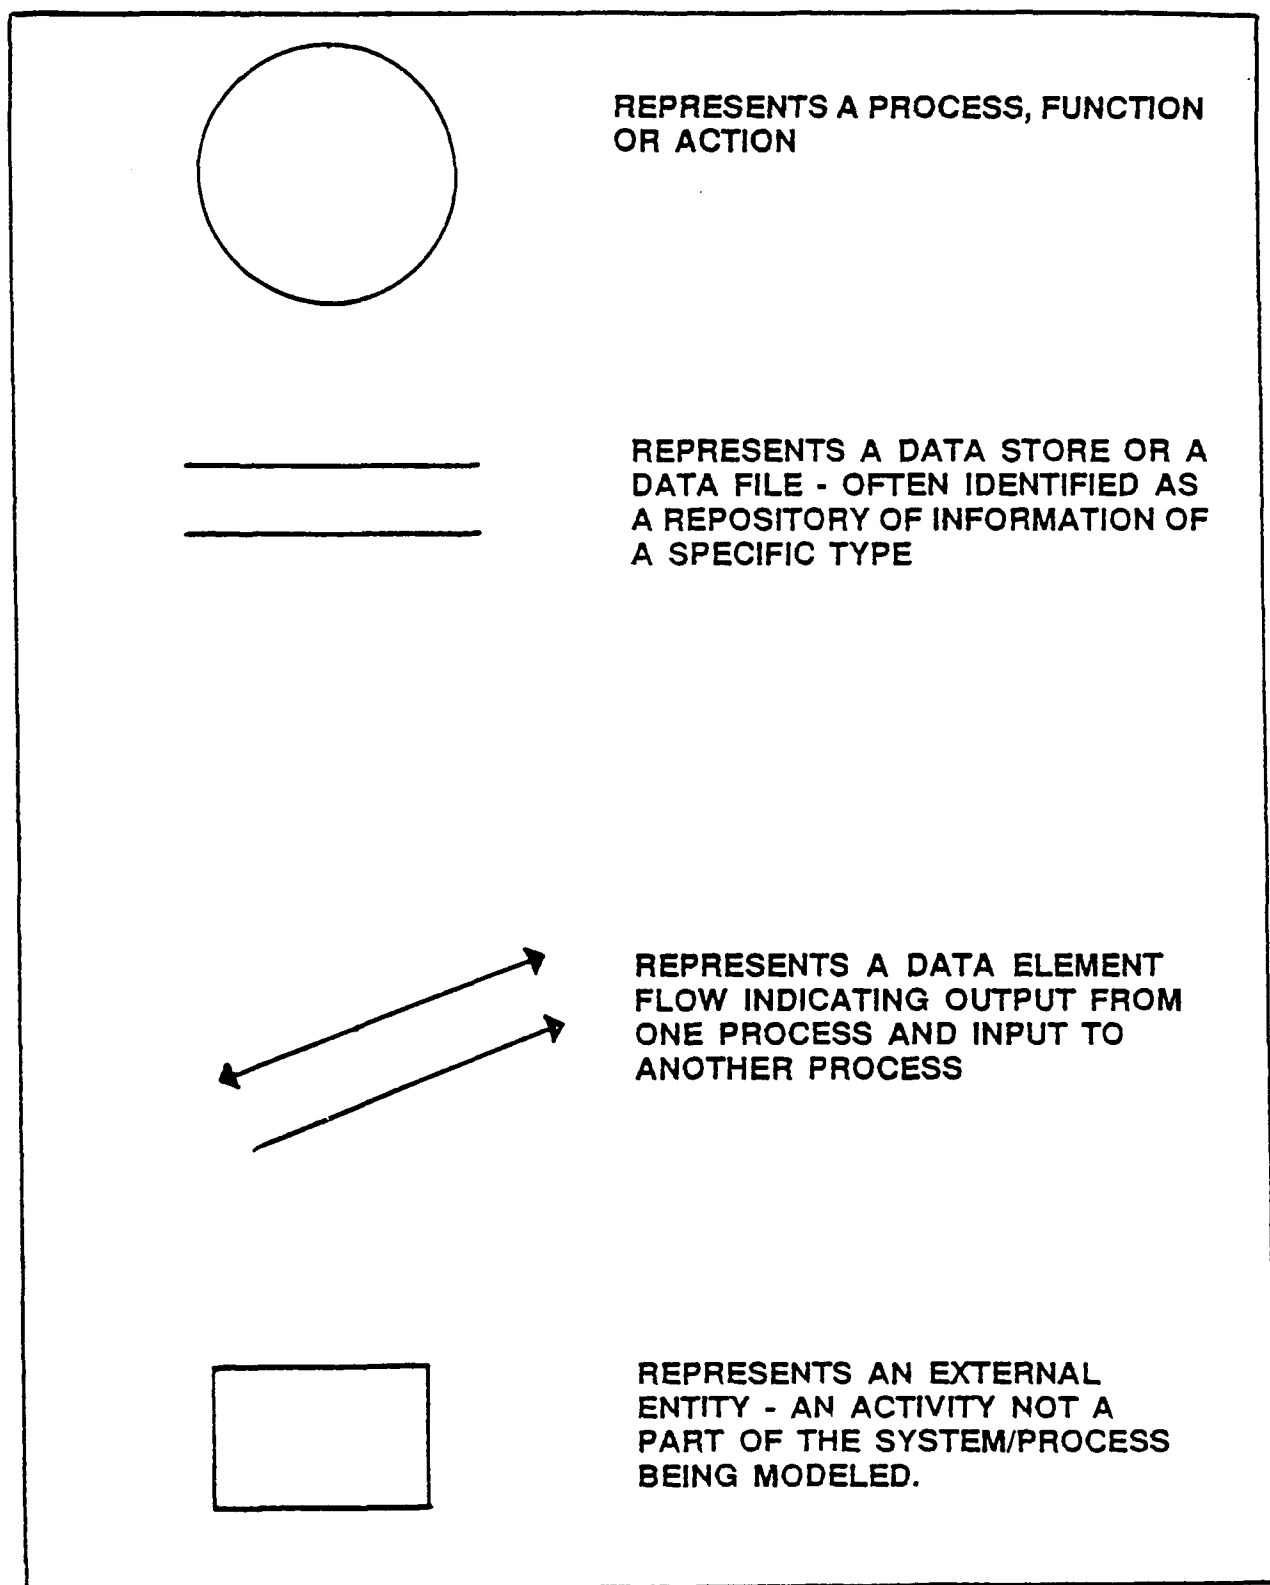 REPRESENTS A PROCESS, FUNCTION
OR ACTION
REPRESENTS A DATA STORE OR A
DATA FILE - OFTEN IDENTIFIED AS
A REPOSITORY OF INFORMATION OF
A SPECIFIC TYPE
REPRESENTS A DATA ELEMENT
FLOW INDICATING OUTPUT FROM
ONE PROCESS AND INPUT TO
ANOTHER PROCESS
REPRESENTS AN EXTERNAL
ENTITY - AN ACTIVITY NOT A
PART OF THE SYSTEM/PROCESS
BEING MODELED.